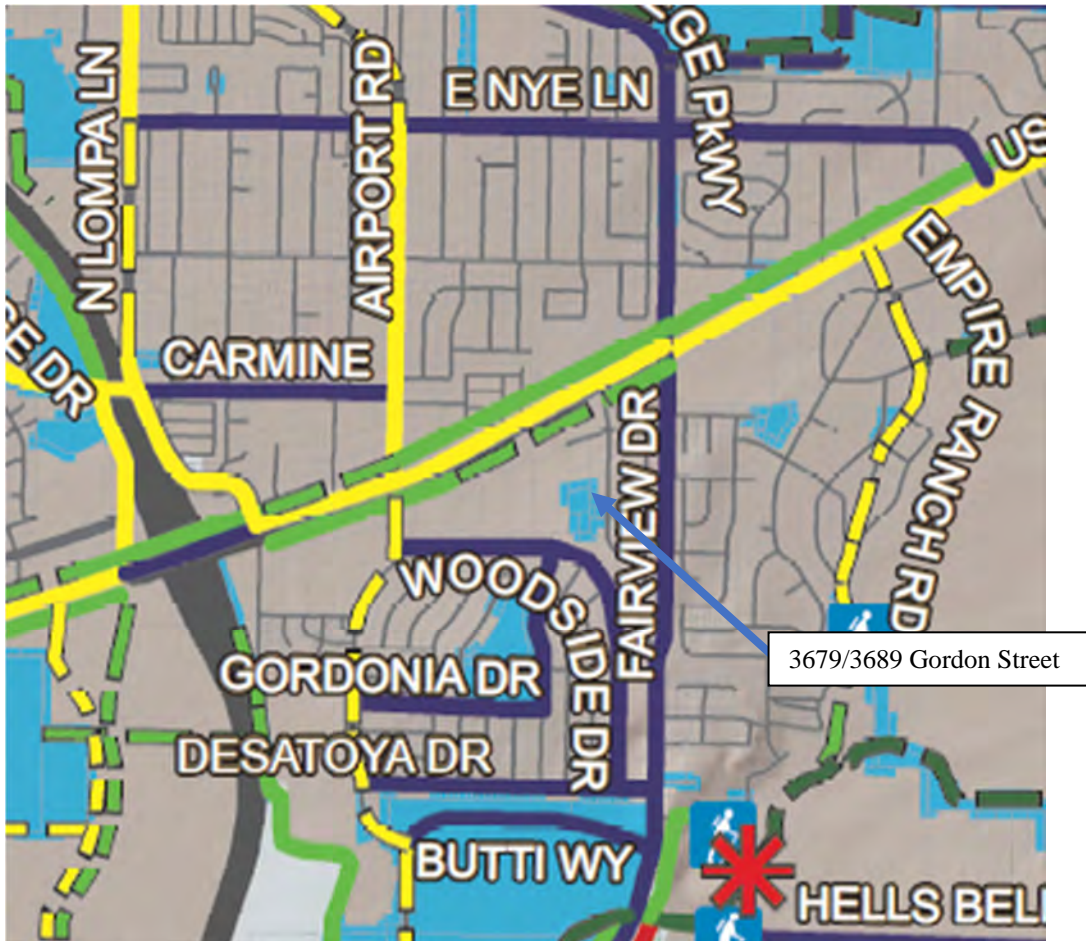 N LOMPA LN
AIRPORT RD
E NYE LN
GE PKWY
US
CARMINE
GE DR
EMPIRE RANCH RD
FAIRVIEW DR
WOODSIDE DR
3679/3689 Gordon Street
GORDONIA DR
DESATOYA DR
BUTTI WY
HELLS BEL